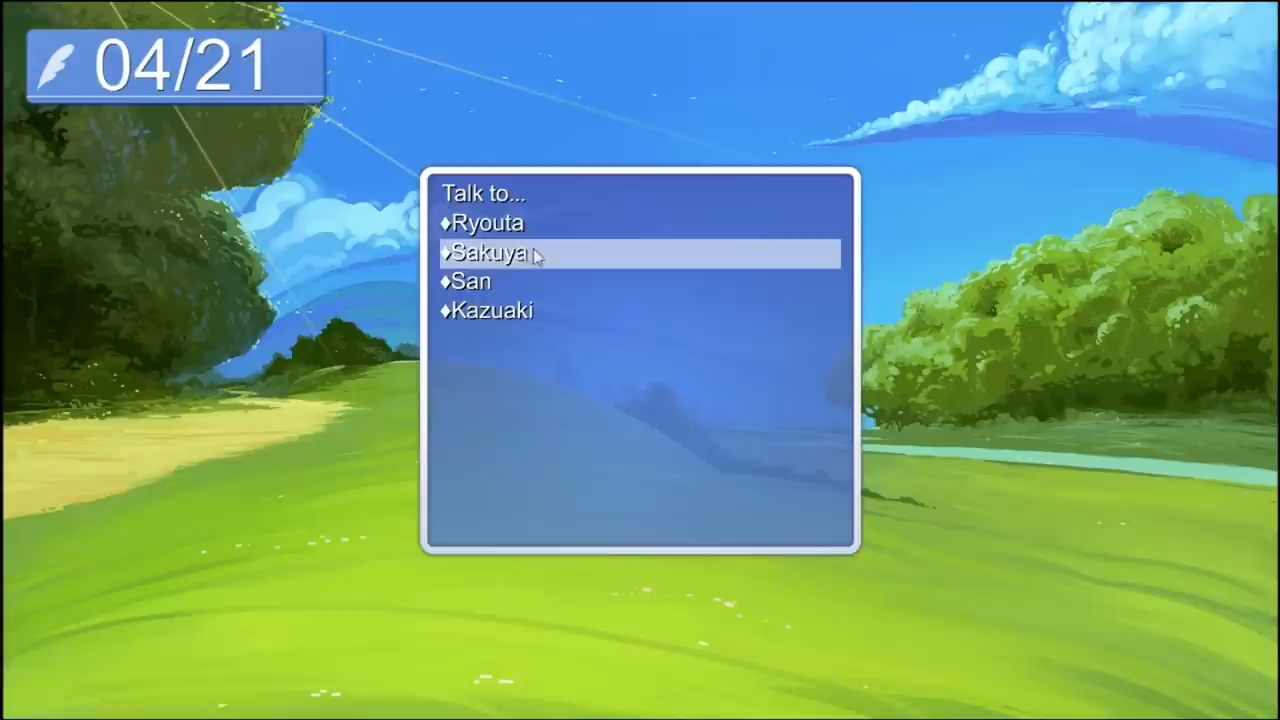 04/21
Talk to...
♦Ryouta
♦Sakuya
♦San
♦Kazuaki